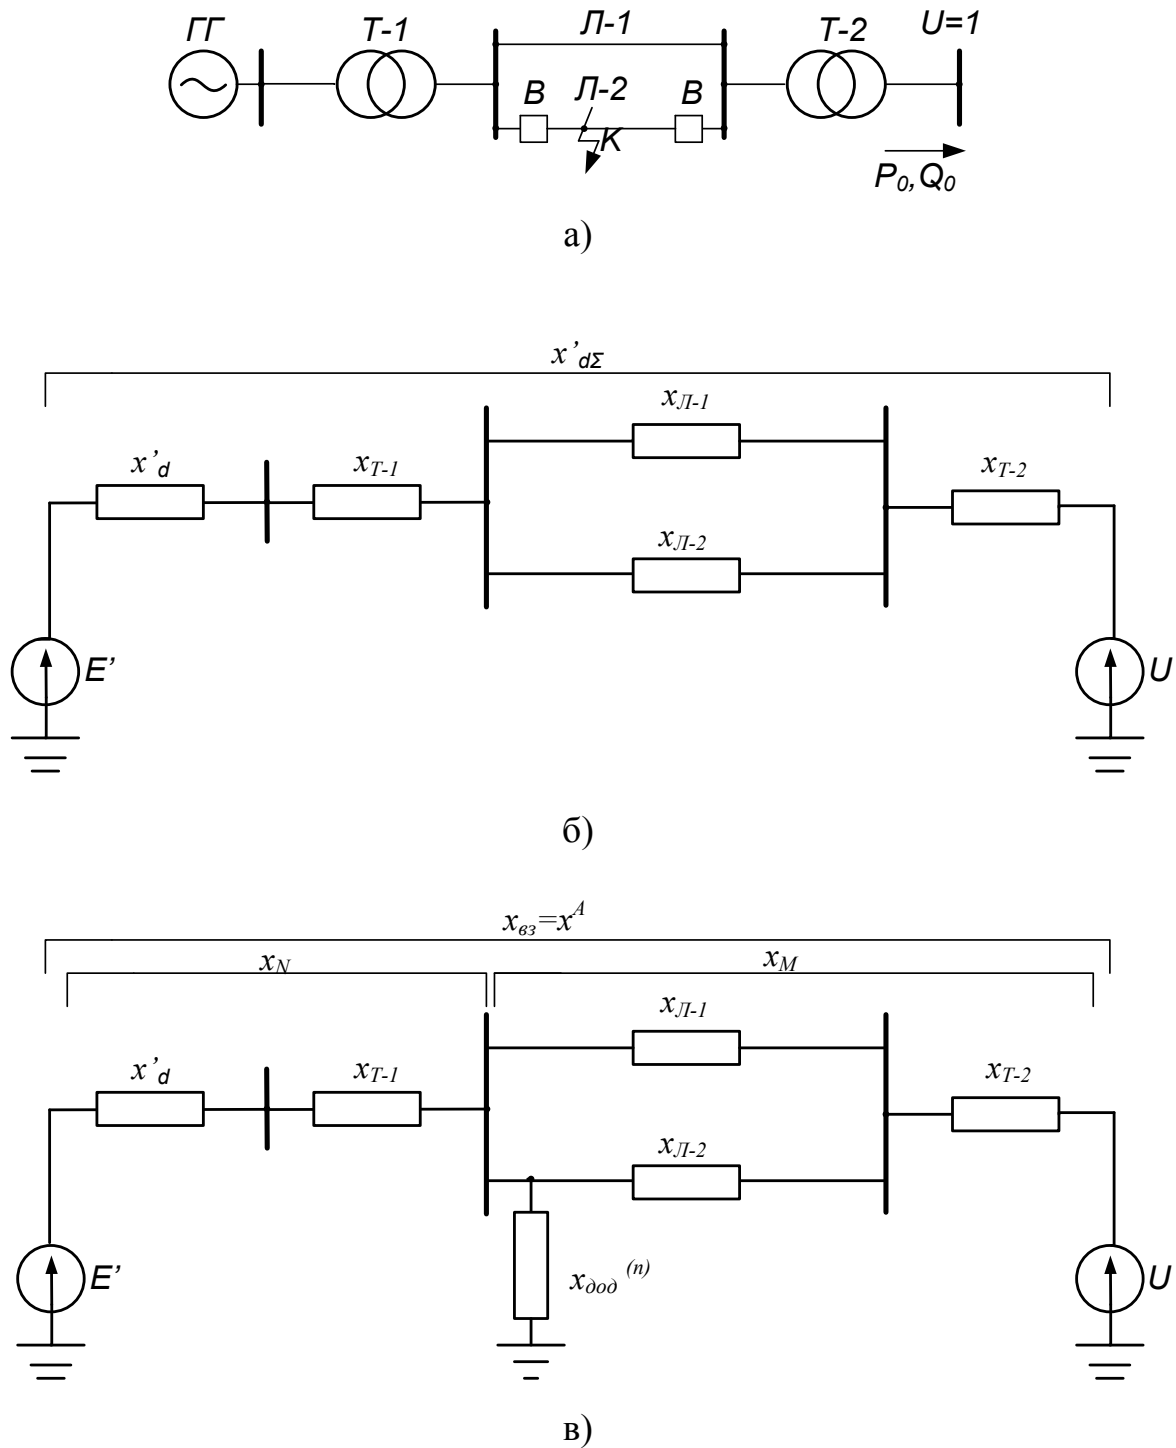 ГГ Т-1 Л-1 Т-2 U=1
В Л-2 В
К
P₀,Q₀
а)
x’dΣ
xЛ-1
x’d xТ-1 xТ-2
xЛ-2
E’ U
б)
xвз=xᴬ
xN xM
xЛ-1
x’d xТ-1 xТ-2
xЛ-2
E’ xдод⁽ⁿ⁾ U
в)